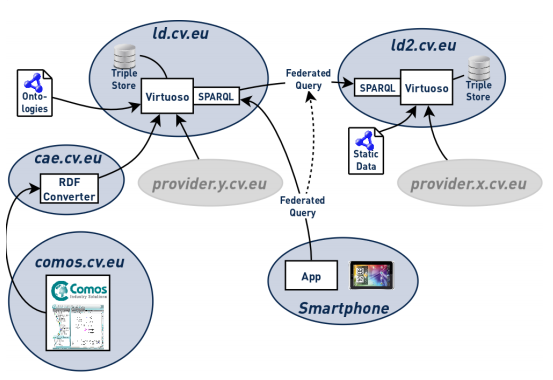 ld.cv.eu
ld2.cv.eu
Triple
Store
Virtuoso
SPARQL
Federated
Query
SPARQL
Virtuoso
Triple
Store
Onto-
logies
Static
Data
cae.cv.eu
RDF
Converter
provider.y.cv.eu
provider.x.cv.eu
Federated
Query
comos.cv.eu
Comos
Industry Solutions
App
Smartphone